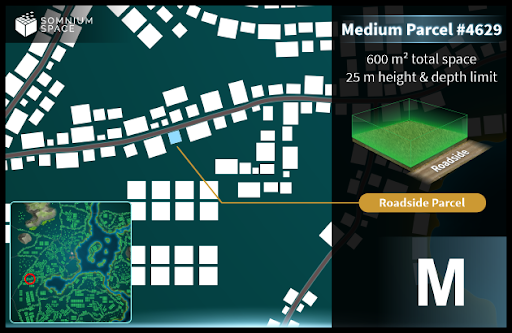 SOMNIUM
SPACE
Medium Parcel #4629
600 m² total space
25 m height & depth limit
Roadside
Roadside Parcel
M